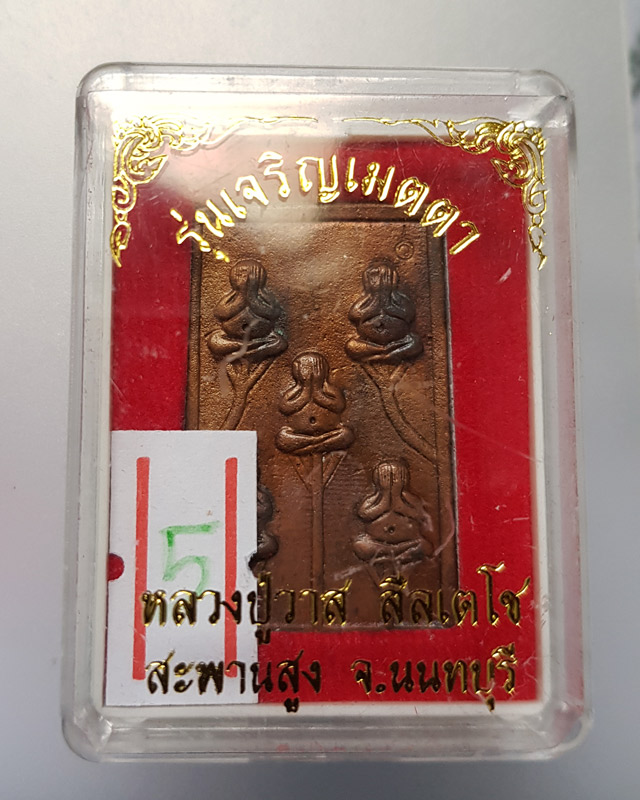 รุ่นเจริญเมตตา
5
หลวงปู่วาส สีลเตโช
สะพานสูง จ.นนทบุรี